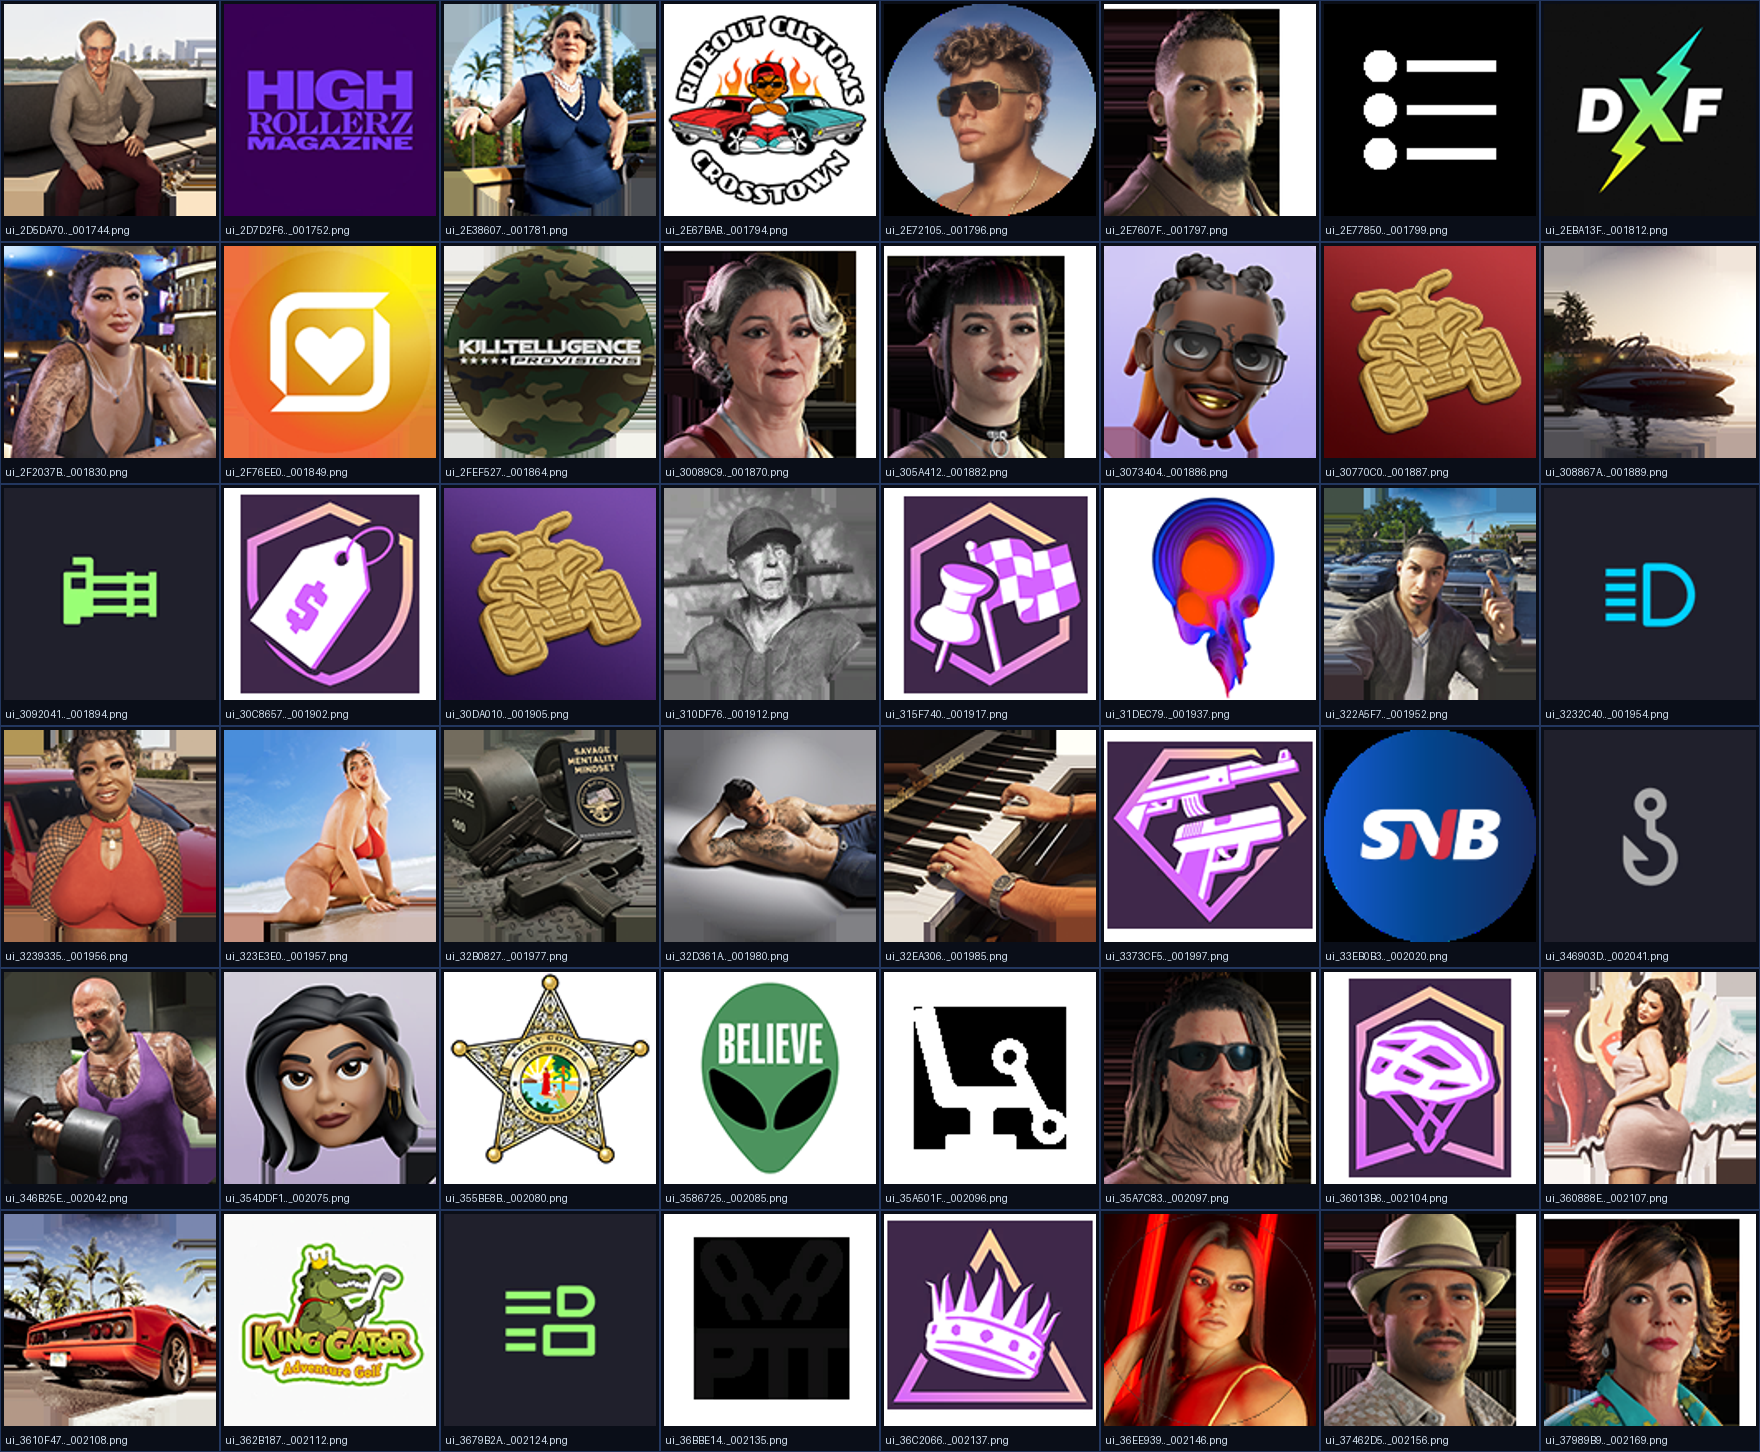 RIDEOUT CUSTOMS
HIGH
ROLLERZ
MAGAZINE
CROSSTOWN
DXF
ui_2D5DA70.._001744.png
ui_2D7D2F6.._001752.png
ui_2E38607.._001781.png
ui_2E67BAB.._001794.png
ui_2E72105.._001796.png
ui_2E7607F.._001797.png
ui_2E77850.._001799.png
ui_2EBA13F.._001812.png
KILLTELLIGENCE
PROVISIONS
ui_2F2037B.._001830.png
ui_2F76EE0.._001849.png
ui_2FEF527.._001864.png
ui_30089C9.._001870.png
ui_305A412.._001882.png
ui_3073404.._001886.png
ui_30770C0.._001887.png
ui_308867A.._001889.png
$
ui_3092041.._001894.png
ui_30C8657.._001902.png
ui_30DA010.._001905.png
ui_310DF76.._001912.png
ui_315F740.._001917.png
ui_31DEC79.._001937.png
ui_322A5F7.._001952.png
ui_3232C40.._001954.png
SAVAGE
MENTALITY
MINDSET
NZ
100
SNB
ui_3239335.._001956.png
ui_323E3E0.._001957.png
ui_32B0827.._001977.png
ui_32D361A.._001980.png
ui_32EA306.._001985.png
ui_3373CF5.._001997.png
ui_33EB0B3.._002020.png
ui_346903D.._002041.png
KELLY COUNTY
SHERIFF'S
DEPARTMENT
BELIEVE
ui_346B25E.._002042.png
ui_354DDF1.._002075.png
ui_355BE8B.._002080.png
ui_3586725.._002085.png
ui_35A501F.._002096.png
ui_35A7C83.._002097.png
ui_36013B6.._002104.png
ui_360888E.._002107.png
KING GATOR
Adventure Golf
PTT
ui_3610F47.._002108.png
ui_362B187.._002112.png
ui_3679B2A.._002124.png
ui_36BBE14.._002135.png
ui_36C2066.._002137.png
ui_36EE939.._002146.png
ui_37462D5.._002156.png
ui_37989B9.._002169.png